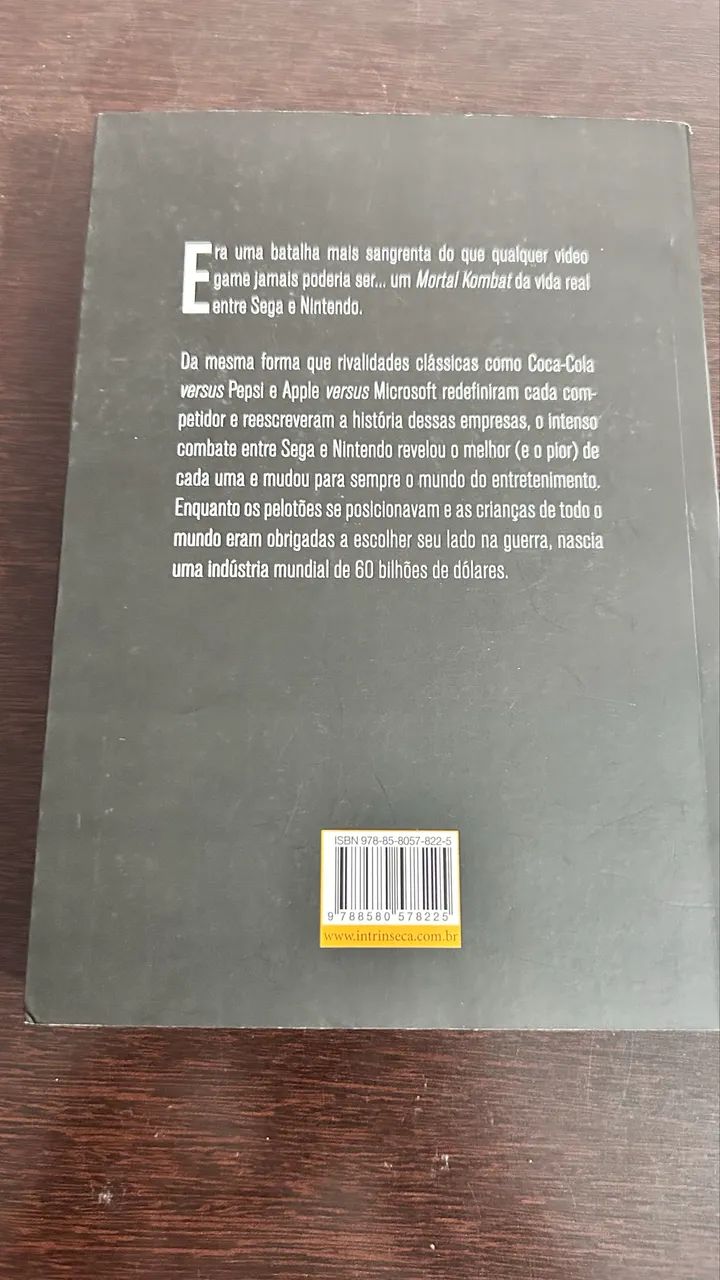 Era uma batalha mais sangrenta do que qualquer video
game jamais poderia ser... um Mortal Kombat da vida real
entre Sega e Nintendo.
Da mesma forma que rivalidades clássicas como Coca-Cola
versus Pepsi e Apple versus Microsoft redefiniram cada com-
petidor e reescreveram a história dessas empresas, o intenso
combate entre Sega e Nintendo revelou o melhor (e o pior) de
cada uma e mudou para sempre o mundo do entretenimento.
Enquanto os pelotões se posicionavam e as crianças de todo o
mundo eram obrigadas a escolher seu lado na guerra, nascia
uma indústria mundial de 60 bilhões de dólares.
ISBN 978-85-8057-822-5
9 788580 578225
www.intrinseca.com.br